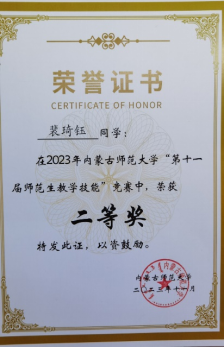 荣誉证书
CERTIFICATE OF HONOR
裴琦钰 同学：
在2023年内蒙古师范大学“第十一
届师范生教学技能”竞赛中，荣获
二等奖
特发此证，以资鼓励。
内蒙古师范大学
二〇二三年十一月